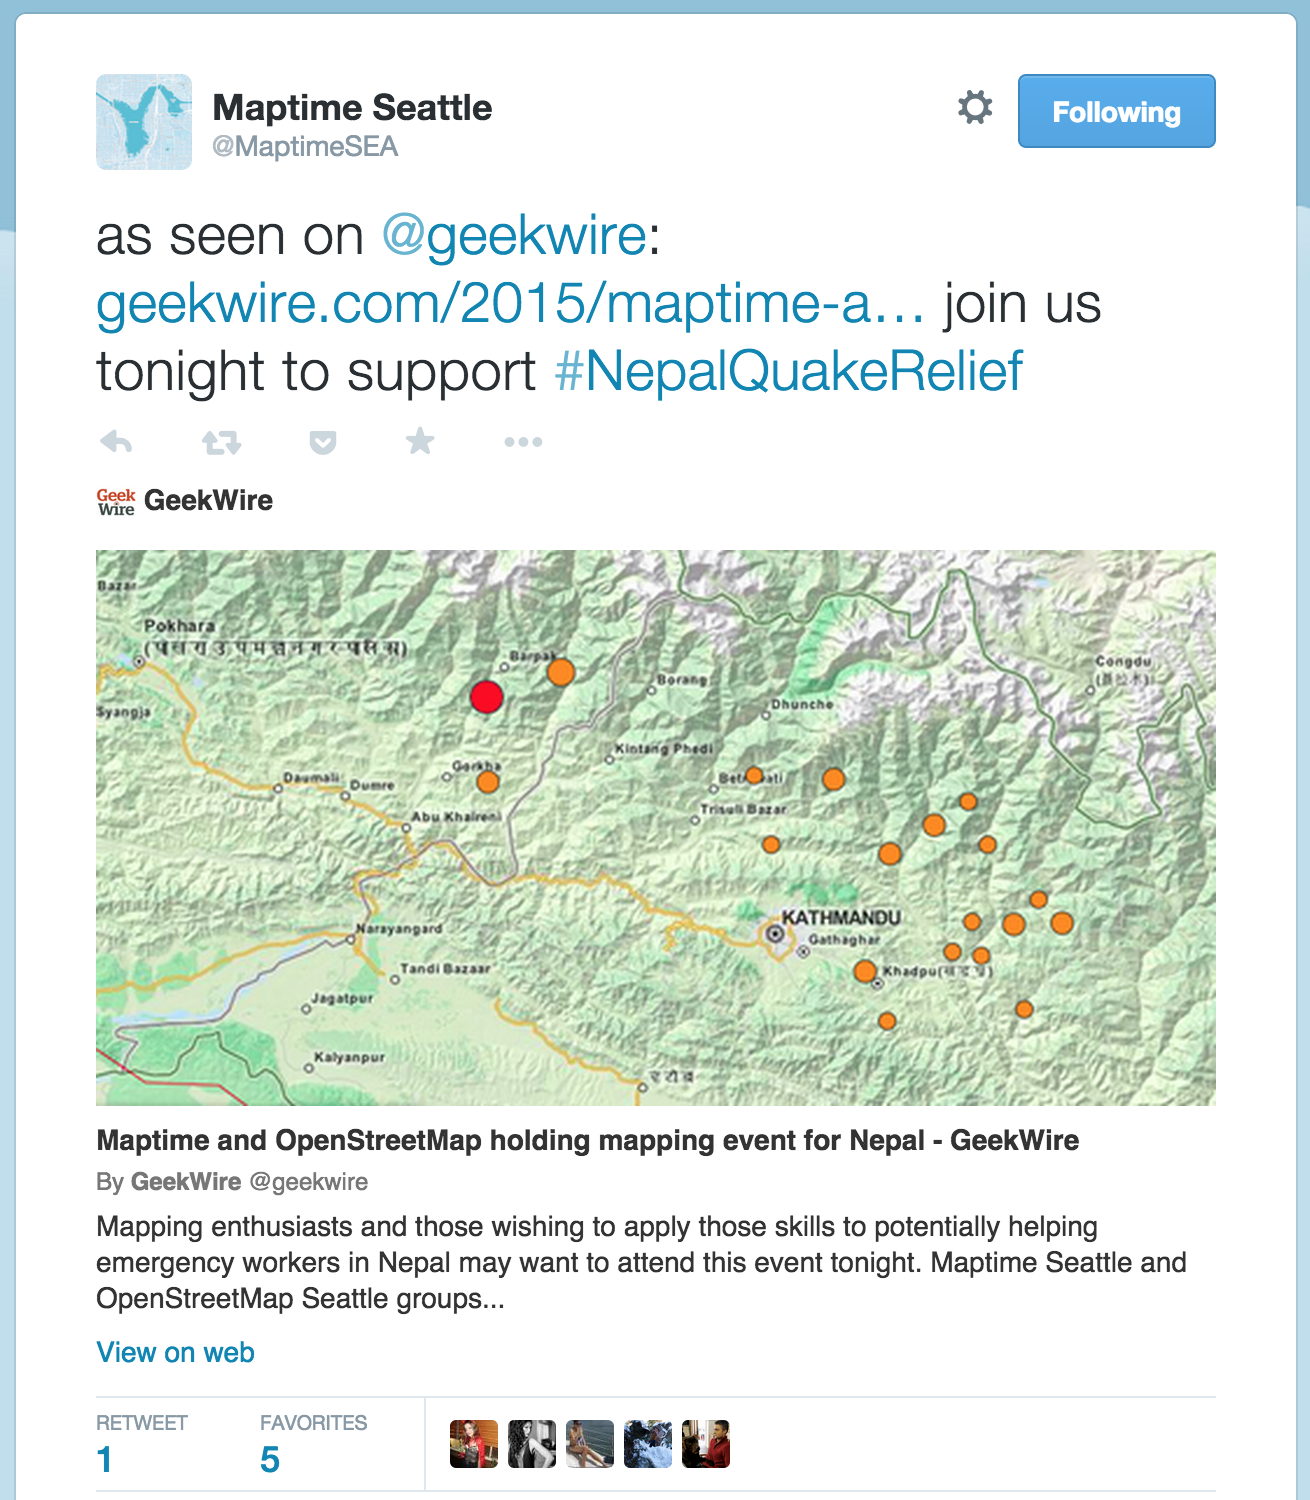 Maptime Seattle
@MaptimeSEA
Following
as seen on @geekwire:
geekwire.com/2015/maptime-a... join us
tonight to support #NepalQuakeRelief
Geek
Wire
GeekWire
Bazar
Pokhara
Barpak
Congdu
Borang
Syangja
Dhunche
Kintang Phedi
Gorkha
Daumali
Dumre
Trisuli Bazar
Abu Khaireni
KATHMANDU
Narayangard
Gathaghar
Tandi Bazaar
Khadpu
Jagatpur
Kalyanpur
Maptime and OpenStreetMap holding mapping event for Nepal - GeekWire
By GeekWire @geekwire
Mapping enthusiasts and those wishing to apply those skills to potentially helping
emergency workers in Nepal may want to attend this event tonight. Maptime Seattle and
OpenStreetMap Seattle groups...
View on web
RETWEET
FAVORITES
1
5